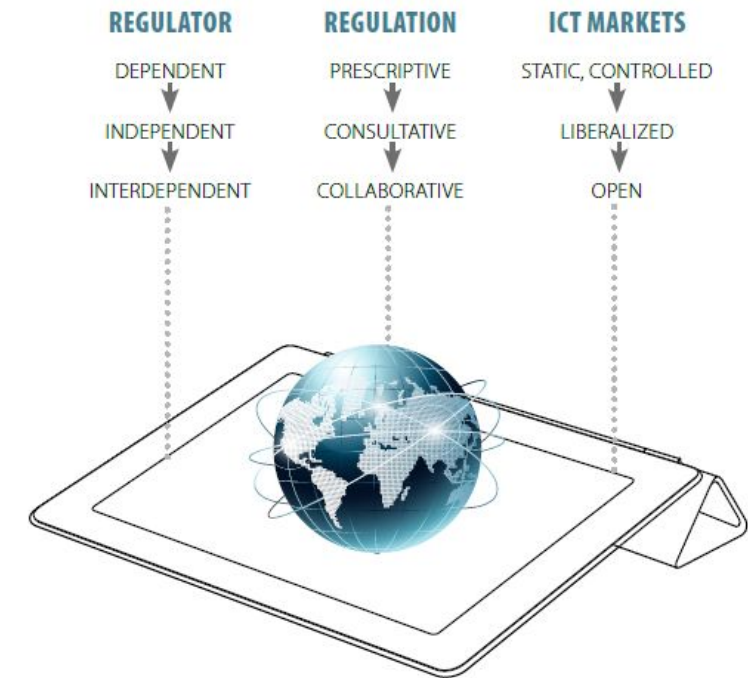 REGULATOR REGULATION ICT MARKETS
DEPENDENT PRESCRIPTIVE STATIC, CONTROLLED
INDEPENDENT CONSULTATIVE LIBERALIZED
INTERDEPENDENT COLLABORATIVE OPEN